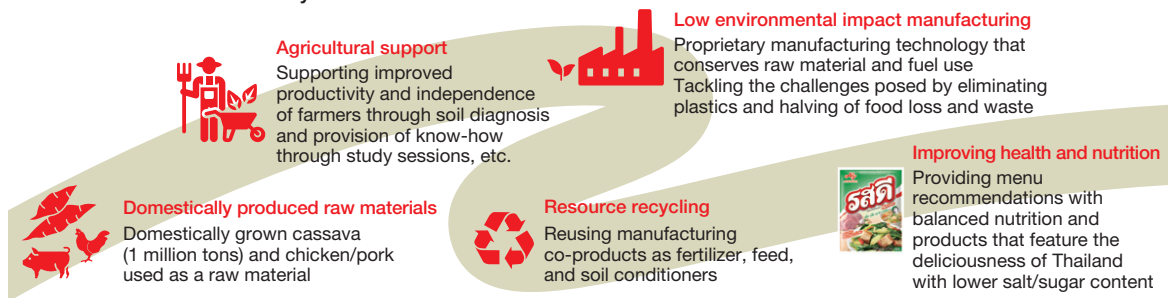 Agricultural support
Supporting improved
productivity and independence
of farmers through soil diagnosis
and provision of know-how
through study sessions, etc.
Low environmental impact manufacturing
Proprietary manufacturing technology that
conserves raw material and fuel use
Tackling the challenges posed by eliminating
plastics and halving of food loss and waste
Domestically produced raw materials
Domestically grown cassava
(1 million tons) and chicken/pork
used as a raw material
Resource recycling
Reusing manufacturing
co-products as fertilizer, feed,
and soil conditioners
รสดี
Improving health and nutrition
Providing menu
recommendations with
balanced nutrition and
products that feature the
deliciousness of Thailand
with lower salt/sugar content